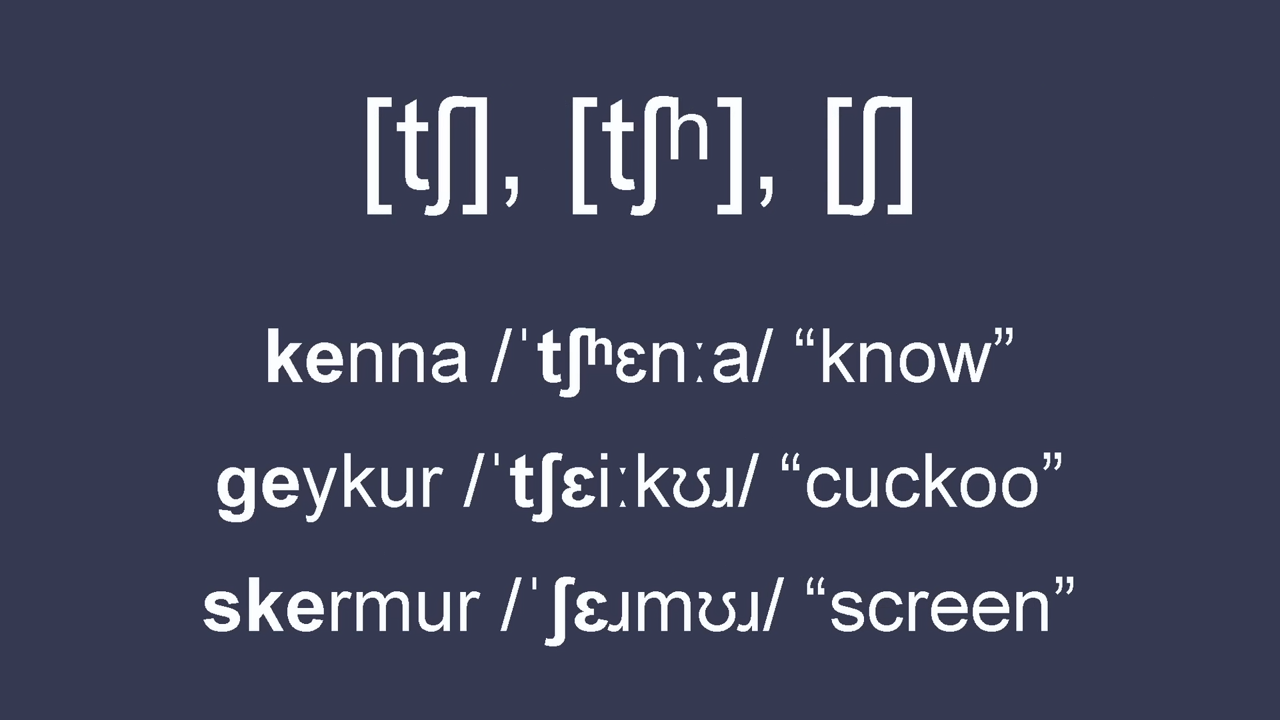 [tʃ], [tʃʰ], [ʃ]
kenna /ˈtʃʰɛnːa/ “know”
geykur /ˈtʃɛiːkʊɹ/ “cuckoo”
skermur /ˈʃɛɹmʊɹ/ “screen”